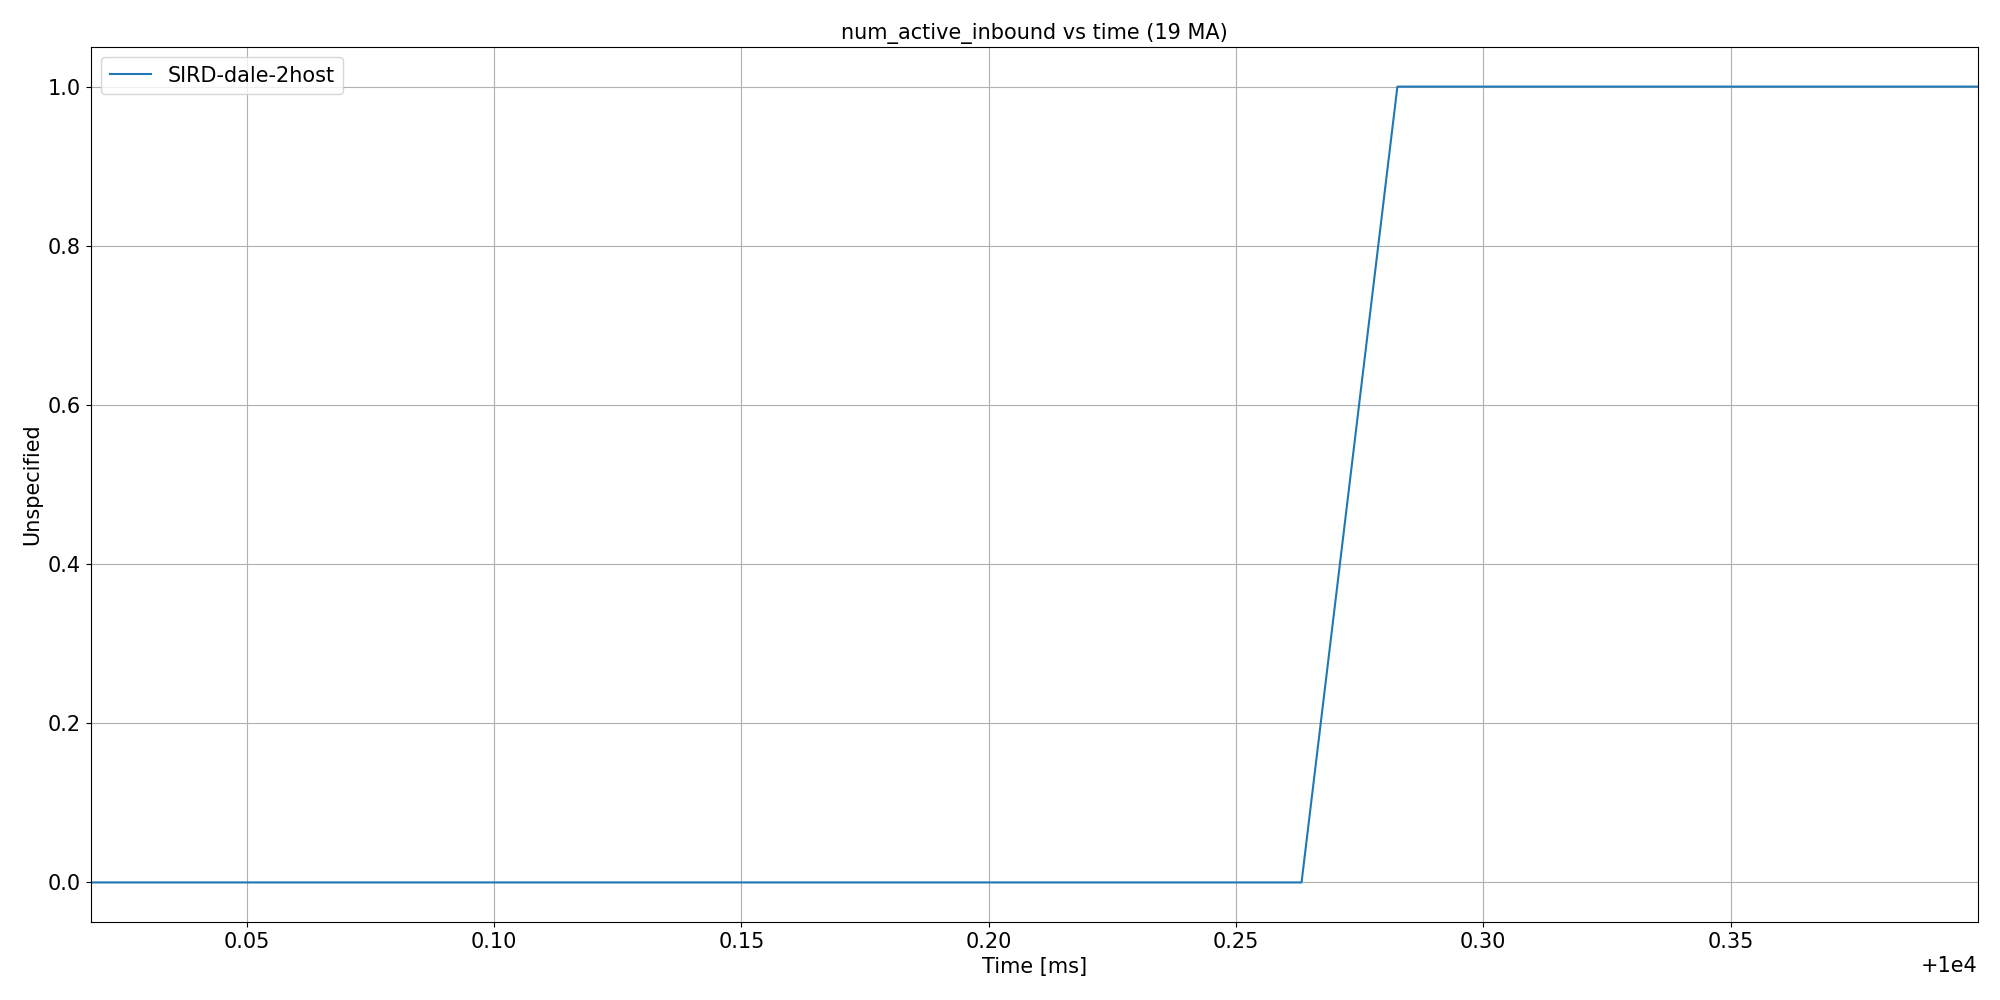 num_active_inbound vs time (19 MA)
SIRD-dale-2host
1.0
0.8
0.6
0.4
0.2
0.0
Unspecified
0.05 0.10 0.15 0.20 0.25 0.30 0.35
Time [ms]
+1e4